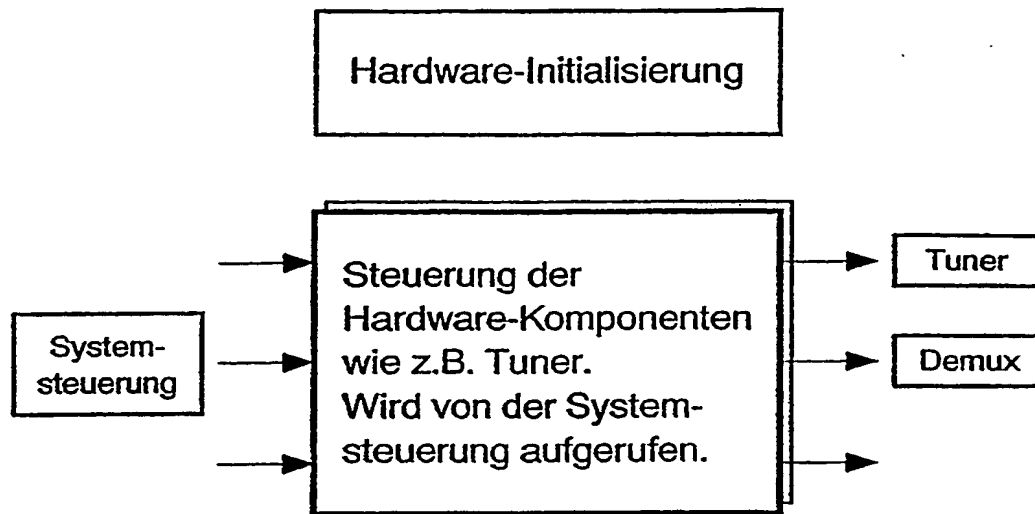 Hardware-Initialisierung
System-
steuerung
Steuerung der
Hardware-Komponenten
wie z.B. Tuner.
Wird von der System-
steuerung aufgerufen.
Tuner
Demux